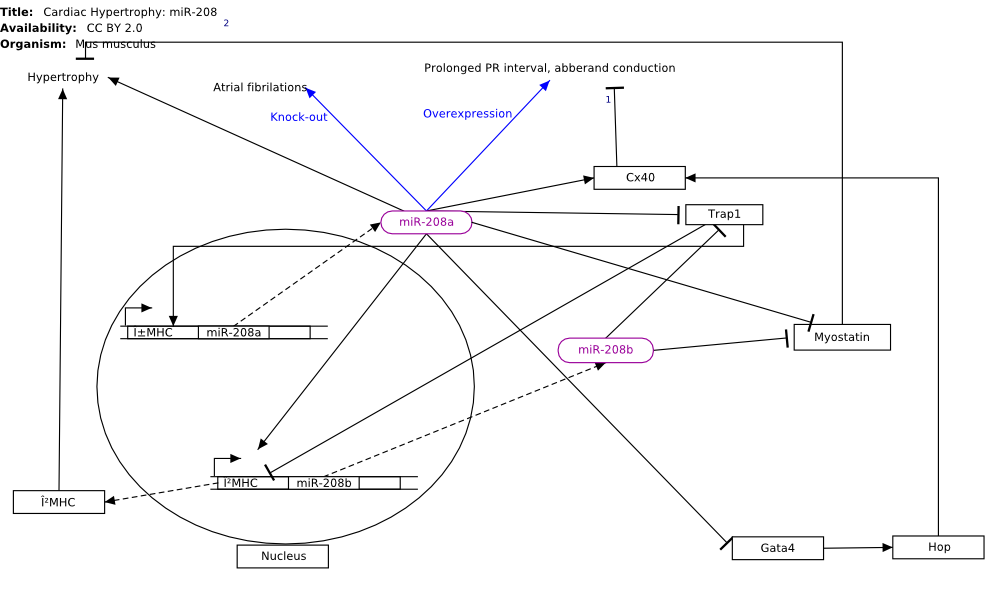 Title: Cardiac Hypertrophy: miR-208
Availability: CC BY 2.0
2
Organism: Mus musculus
Hypertrophy
Atrial fibrilations
Prolonged PR interval, abberand conduction
Knock-out
Overexpression
1
Cx40
miR-208a
Trap1
Î±MHC
miR-208a
miR-208b
Myostatin
Î²MHC
miR-208b
Î²MHC
Nucleus
Gata4
Hop